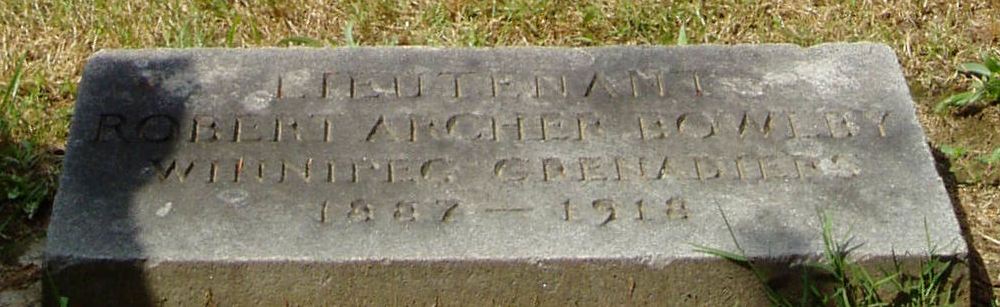 LIEUTENANT
ROBERT ARCHER BOWLBY
WINNIPEG GRENADIERS
1887 — 1918